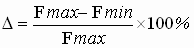 Δ = (Fmax – Fmin) / Fmax × 100%